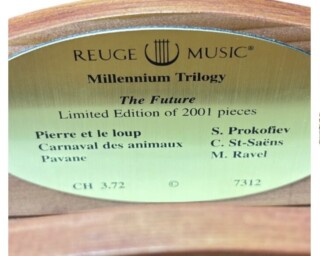 REUGE MUSIC®
Millennium Trilogy
The Future
Limited Edition of 2001 pieces
Pierre et le loup S. Prokofiev
Carnaval des animaux C. St-Saëns
Pavane M. Ravel
CH 3.72 © 7312